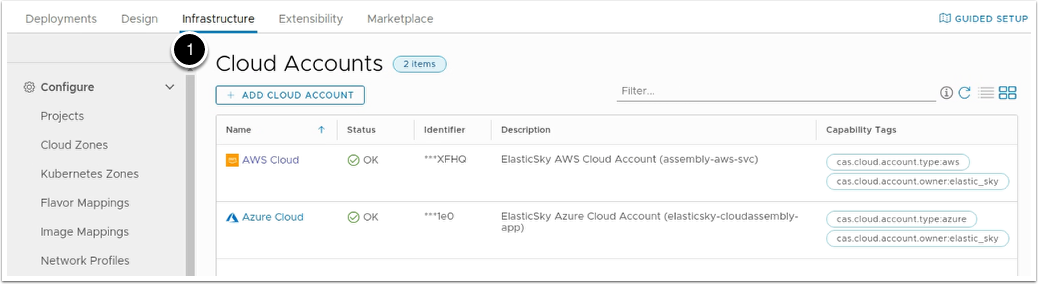 Deployments Design Infrastructure Extensibility Marketplace GUIDED SETUP
1
Cloud Accounts 2 items
+ ADD CLOUD ACCOUNT Filter...
Configure
Projects
Cloud Zones
Kubernetes Zones
Flavor Mappings
Image Mappings
Network Profiles
Name Status Identifier Description Capability Tags
AWS Cloud OK ***XFHQ ElasticSky AWS Cloud Account (assembly-aws-svc) cas.cloud.account.type:aws
cas.cloud.account.owner:elastic_sky
Azure Cloud OK ***1e0 ElasticSky Azure Cloud Account (elasticsky-cloudassembly-
app)
cas.cloud.account.type:azure
cas.cloud.account.owner:elastic_sky